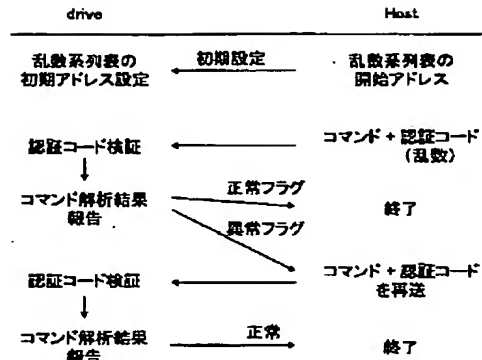 drive
Host
乱数系列表の
初期アドレス設定
初期設定
乱数系列表の
開始アドレス
認証コード検証
コマンド + 認証コード
(乱数)
コマンド解析結果
報告
正常フラグ
終了
異常フラグ
認証コード検証
コマンド + 認証コード
を再送
コマンド解析結果
報告
正常
終了